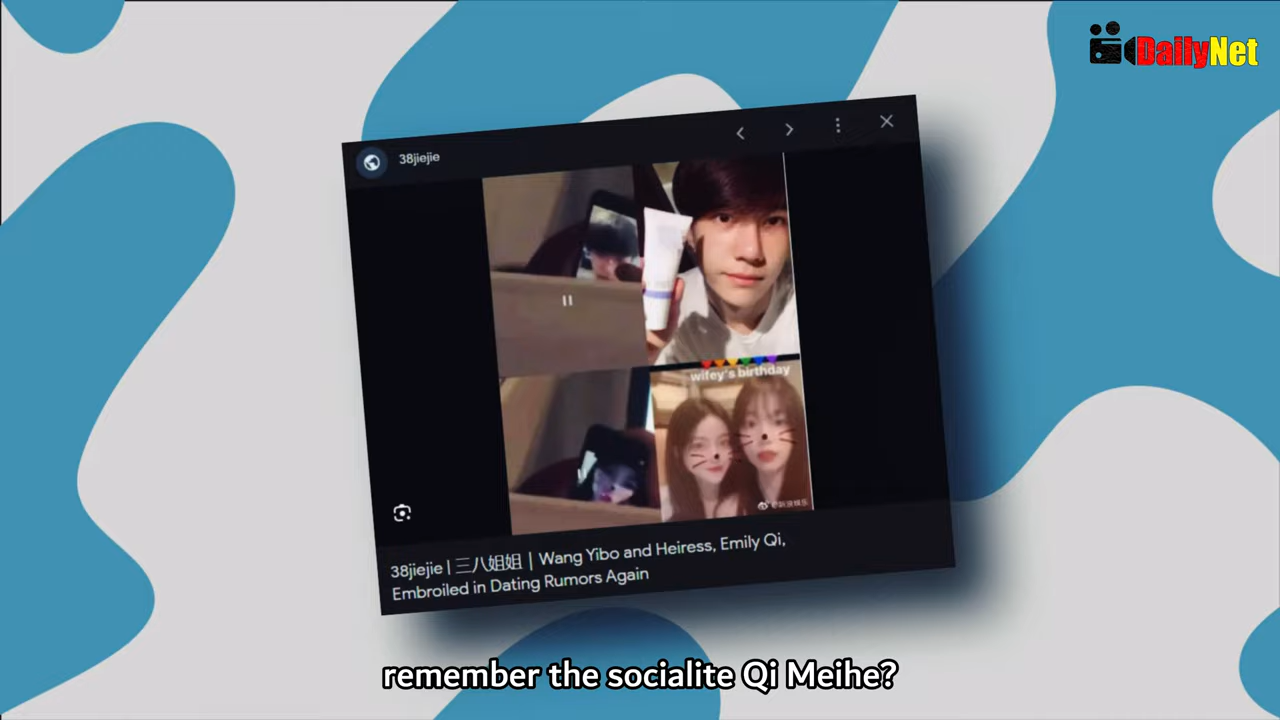 DailyNet
38jiejie
wifey's birthday
38jiejie | 三八姐姐 | Wang Yibo and Heiress, Emily Qi,
Embroiled in Dating Rumors Again
remember the socialite Qi Meihe?